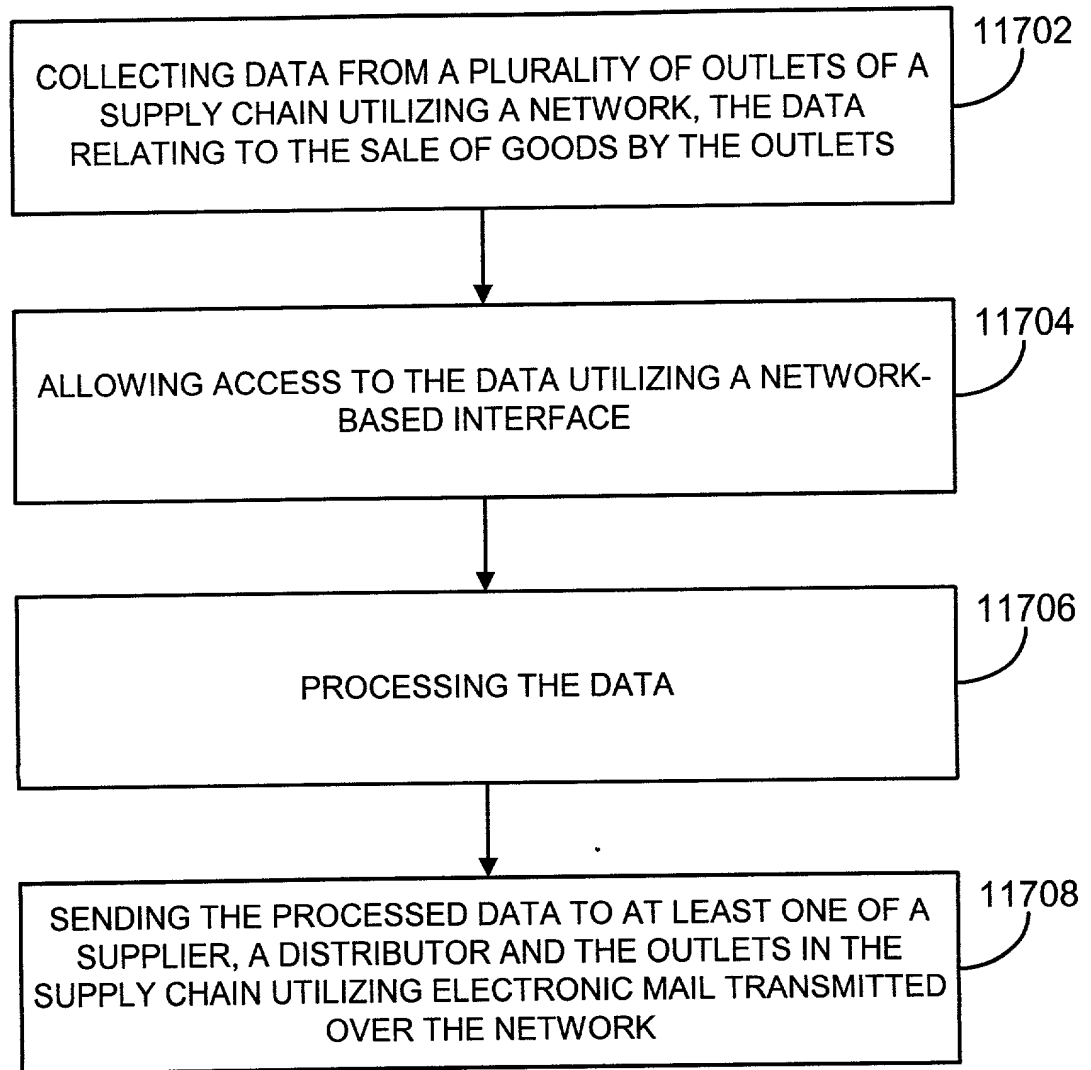 11702
COLLECTING DATA FROM A PLURALITY OF OUTLETS OF A
SUPPLY CHAIN UTILIZING A NETWORK, THE DATA
RELATING TO THE SALE OF GOODS BY THE OUTLETS
11704
ALLOWING ACCESS TO THE DATA UTILIZING A NETWORK-
BASED INTERFACE
11706
PROCESSING THE DATA
11708
SENDING THE PROCESSED DATA TO AT LEAST ONE OF A
SUPPLIER, A DISTRIBUTOR AND THE OUTLETS IN THE
SUPPLY CHAIN UTILIZING ELECTRONIC MAIL TRANSMITTED
OVER THE NETWORK